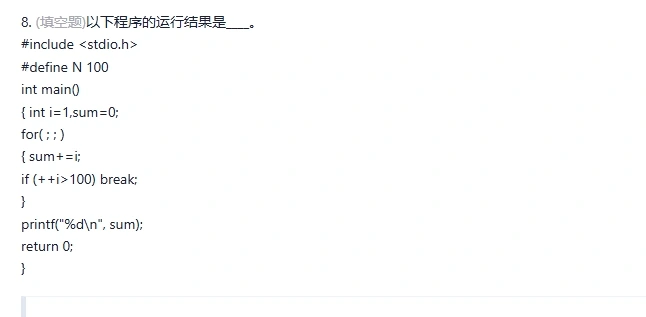 8. (填空题)以下程序的运行结果是____。
#include <stdio.h>
#define N 100
int main()
{ int i=1,sum=0;
for( ; ; )
{ sum+=i;
if (++i>100) break;
}
printf("%d\n", sum);
return 0;
}